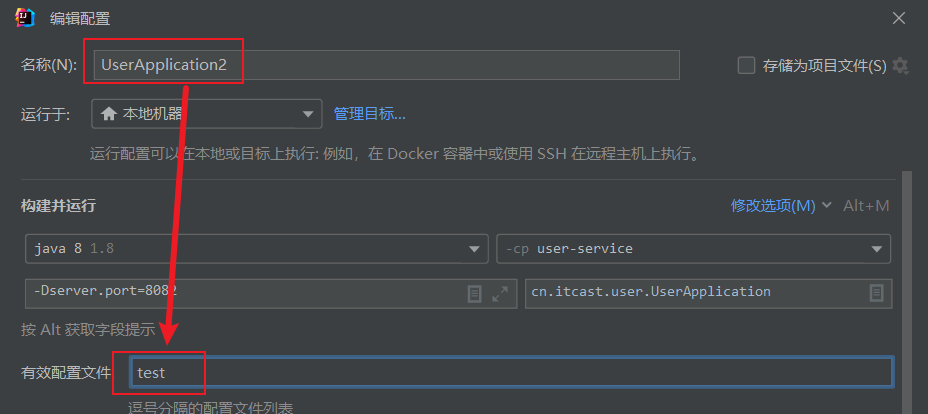 编辑配置
名称(N): UserApplication2 存储为项目文件(S)
运行于: 本地机器 管理目标...
运行配置可以在本地或目标上执行: 例如，在 Docker 容器中或使用 SSH 在远程主机上执行。
构建并运行 修改选项(M) Alt+M
java 8 1.8 -cp user-service
-Dserver.port=8082 cn.itcast.user.UserApplication
按 Alt 获取字段提示
有效配置文件 test
逗号分隔的配置文件列表